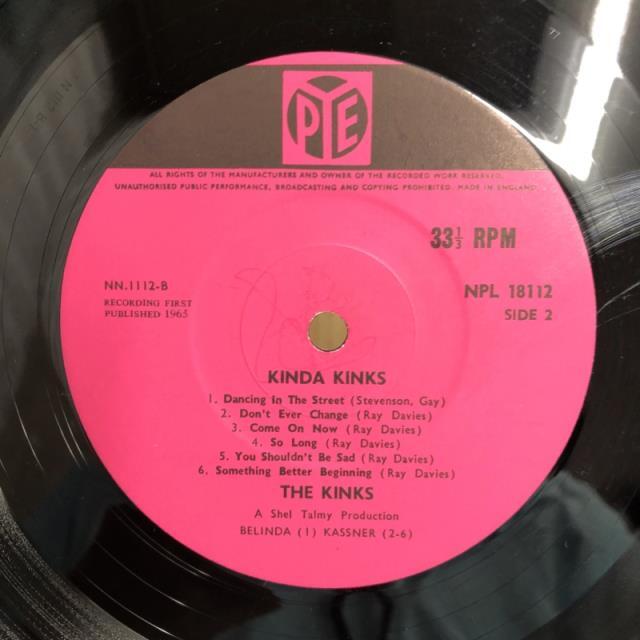 PYE
ALL RIGHTS OF THE MANUFACTURERS AND OWNER OF THE RECORDED WORK RESERVED.
UNAUTHORISED PUBLIC PERFORMANCE, BROADCASTING AND COPYING PROHIBITED. MADE IN ENGLAND
33⅓ RPM
NN.1112-B
RECORDING FIRST
PUBLISHED 1965
NPL 18112
SIDE 2
KINDA KINKS
1. Dancing In The Street (Stevenson, Gay)
2. Don't Ever Change (Ray Davies)
3. Come On Now (Ray Davies)
4. So Long (Ray Davies)
5. You Shouldn't Be Sad (Ray Davies)
6. Something Better Beginning (Ray Davies)
THE KINKS
A Shel Talmy Production
BELINDA (1) KASSNER (2-6)